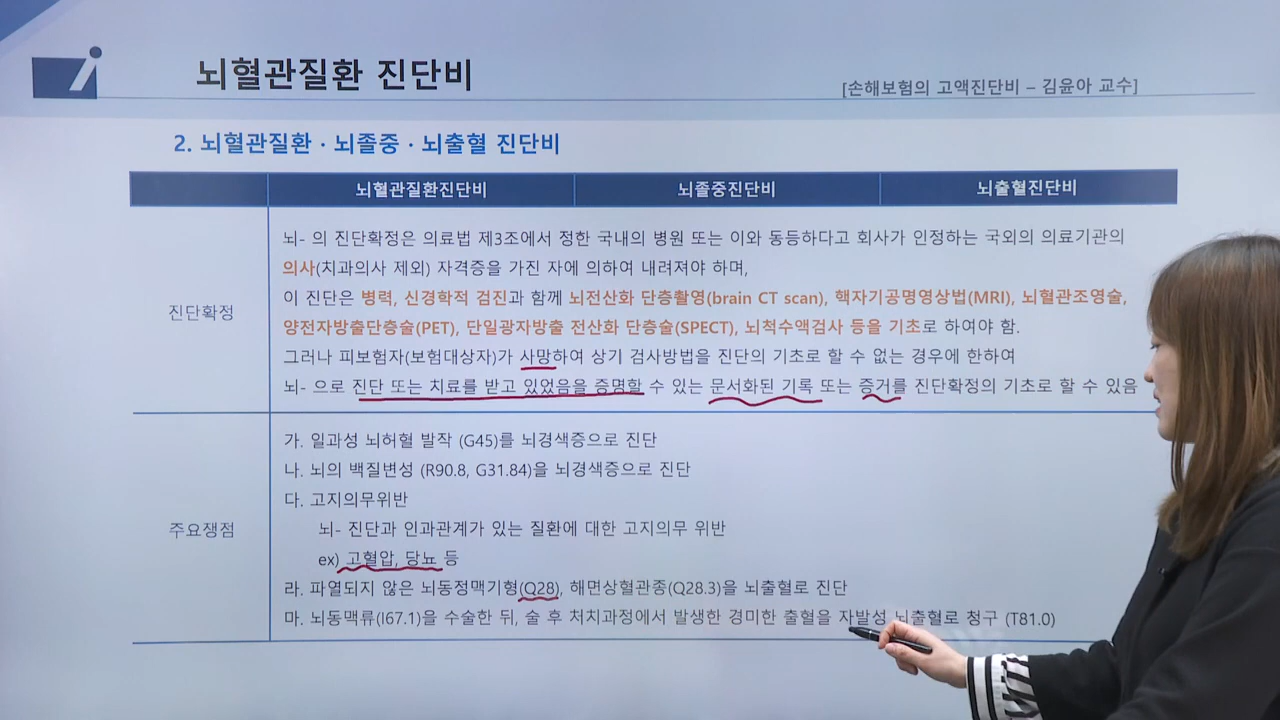 뇌혈관질환 진단비
[손해보험의 고액진단비 – 김윤아 교수]
2. 뇌혈관질환 · 뇌졸중 · 뇌출혈 진단비
뇌혈관질환진단비 뇌졸중진단비 뇌출혈진단비
진단확정
뇌- 의 진단확정은 의료법 제3조에서 정한 국내의 병원 또는 이와 동등하다고 회사가 인정하는 국외의 의료기관의
의사(치과의사 제외) 자격증을 가진 자에 의하여 내려져야 하며,
이 진단은 병력, 신경학적 검진과 함께 뇌전산화 단층촬영(brain CT scan), 핵자기공명영상법(MRI), 뇌혈관조영술,
양전자방출단층술(PET), 단일광자방출 전산화 단층술(SPECT), 뇌척수액검사 등을 기초로 하여야 함.
그러나 피보험자(보험대상자)가 사망하여 상기 검사방법을 진단의 기초로 할 수 없는 경우에 한하여
뇌- 으로 진단 또는 치료를 받고 있었음을 증명할 수 있는 문서화된 기록 또는 증거를 진단확정의 기초로 할 수 있음
주요쟁점
가. 일과성 뇌허혈 발작 (G45)를 뇌경색증으로 진단
나. 뇌의 백질변성 (R90.8, G31.84)을 뇌경색증으로 진단
다. 고지의무위반
뇌- 진단과 인과관계가 있는 질환에 대한 고지의무 위반
ex) 고혈압, 당뇨 등
라. 파열되지 않은 뇌동정맥기형(Q28), 해면상혈관종(Q28.3)을 뇌출혈로 진단
마. 뇌동맥류(I67.1)을 수술한 뒤, 술 후 처치과정에서 발생한 경미한 출혈을 자발성 뇌출혈로 청구 (T81.0)